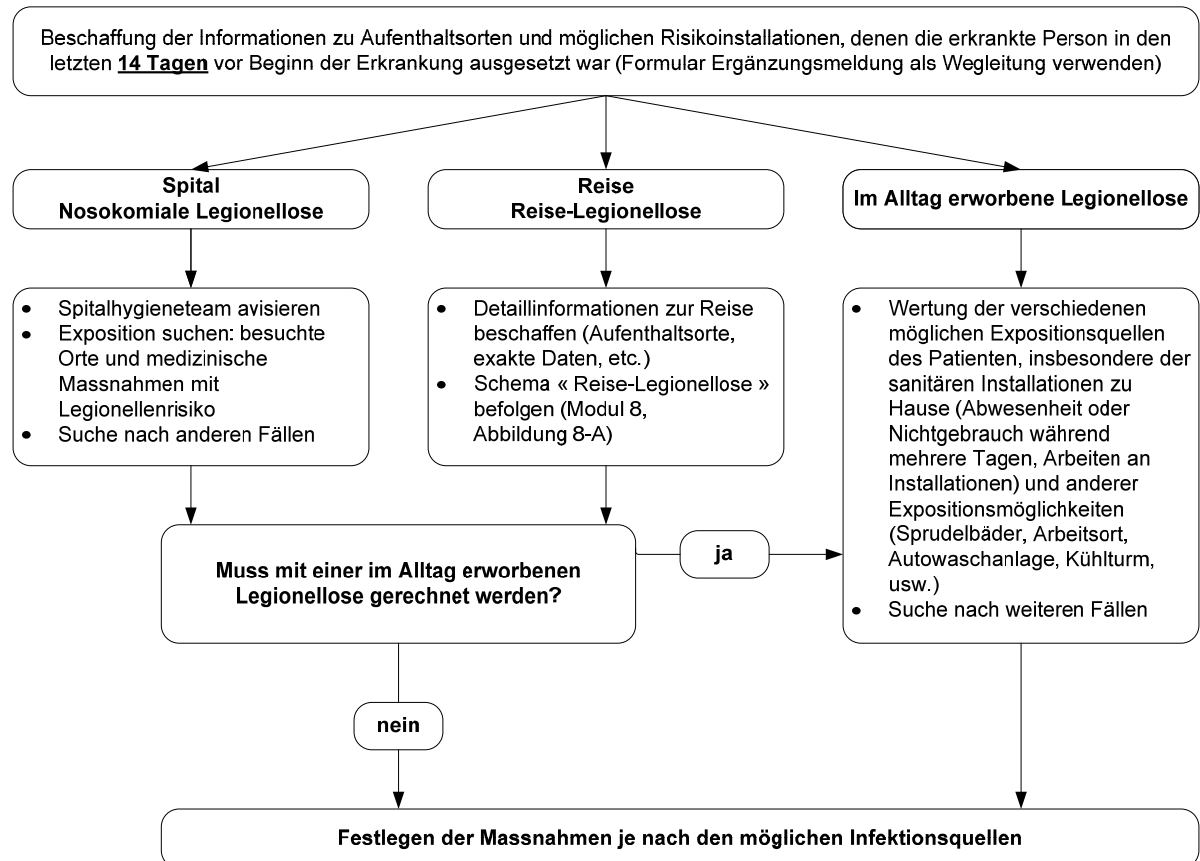 Beschaffung der Informationen zu Aufenthaltsorten und möglichen Risikoinstallationen, denen die erkrankte Person in den
letzten 14 Tagen vor Beginn der Erkrankung ausgesetzt war (Formular Ergänzungsmeldung als Wegleitung verwenden)
Spital
Nosokomiale Legionellose
Reise
Reise-Legionellose
Im Alltag erworbene Legionellose
• Spitalhygieneteam avisieren
• Exposition suchen: besuchte
Orte und medizinische
Massnahmen mit
Legionellenrisiko
• Suche nach anderen Fällen
• Detaillinformationen zur Reise
beschaffen (Aufenthaltsorte,
exakte Daten, etc.)
• Schema « Reise-Legionellose »
befolgen (Modul 8,
Abbildung 8-A)
• Wertung der verschiedenen
möglichen Expositionsquellen
des Patienten, insbesondere der
sanitären Installationen zu
Hause (Abwesenheit oder
Nichtgebrauch während
mehrere Tagen, Arbeiten an
Installationen) und anderer
Expositionsmöglichkeiten
(Sprudelbäder, Arbeitsort,
Autowaschanlage, Kühlturm,
usw.)
• Suche nach weiteren Fällen
Muss mit einer im Alltag erworbenen
Legionellose gerechnet werden?
ja
nein
Festlegen der Massnahmen je nach den möglichen Infektionsquellen